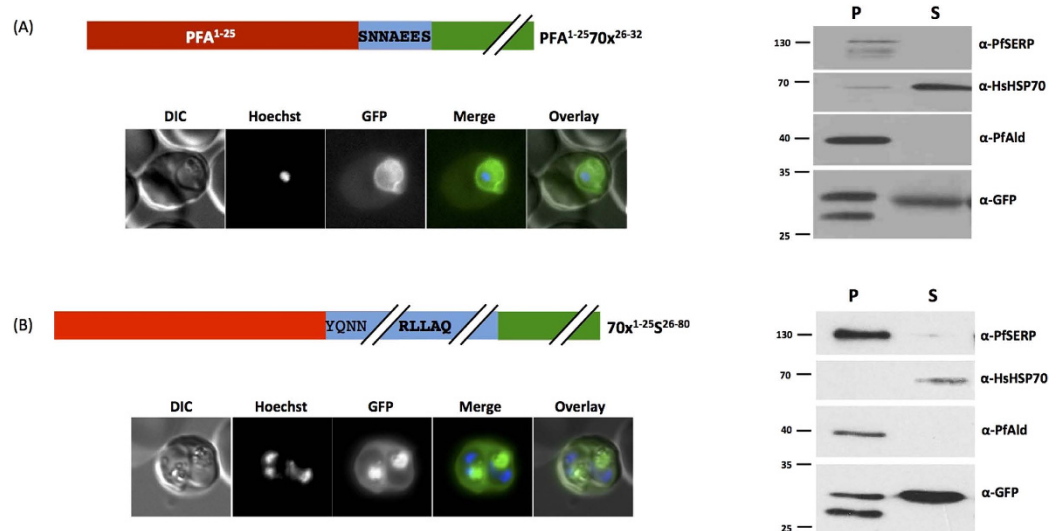 (A)
PFA1-25
SNNAEES
PFA1-2570x26-32
DIC Hoechst GFP Merge Overlay
P S
130
α-PfSERP
70
α-HsHSP70
40
α-PfAld
35
α-GFP
25
(B)
YQNN RLLAQ
70x1-25S26-80
DIC Hoechst GFP Merge Overlay
P S
130
α-PfSERP
70
α-HsHSP70
40
α-PfAld
35
α-GFP
25